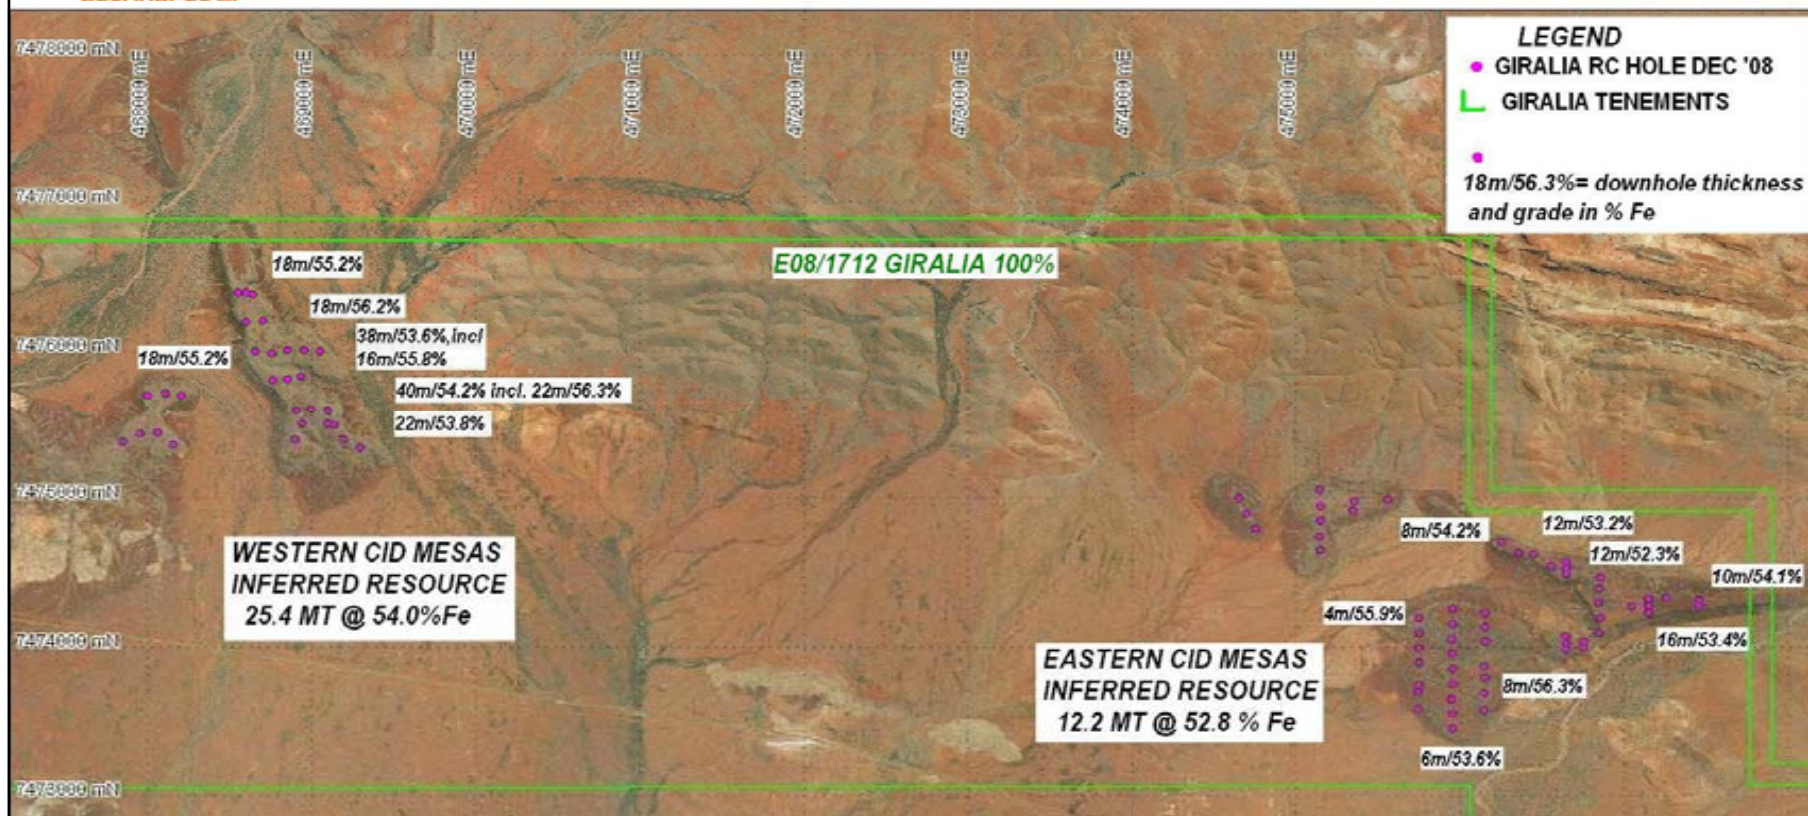 LEGEND
GIRALIA RC HOLE DEC '08
GIRALIA TENEMENTS
18m/56.3%= downhole thickness
and grade in % Fe
7478000 mN
468000 mE
469000 mE
470000 mE
471000 mE
472000 mE
473000 mE
474000 mE
475000 mE
7477000 mN
E08/1712 GIRALIA 100%
18m/55.2%
18m/56.2%
38m/53.6%,incl
16m/55.8%
7476000 mN
18m/55.2%
40m/54.2% incl. 22m/56.3%
22m/53.8%
7475000 mN
8m/54.2%
12m/53.2%
12m/52.3%
10m/54.1%
WESTERN CID MESAS
INFERRED RESOURCE
25.4 MT @ 54.0%Fe
4m/55.9%
16m/53.4%
7474000 mN
EASTERN CID MESAS
INFERRED RESOURCE
12.2 MT @ 52.8 % Fe
8m/56.3%
6m/53.6%
7473000 mN